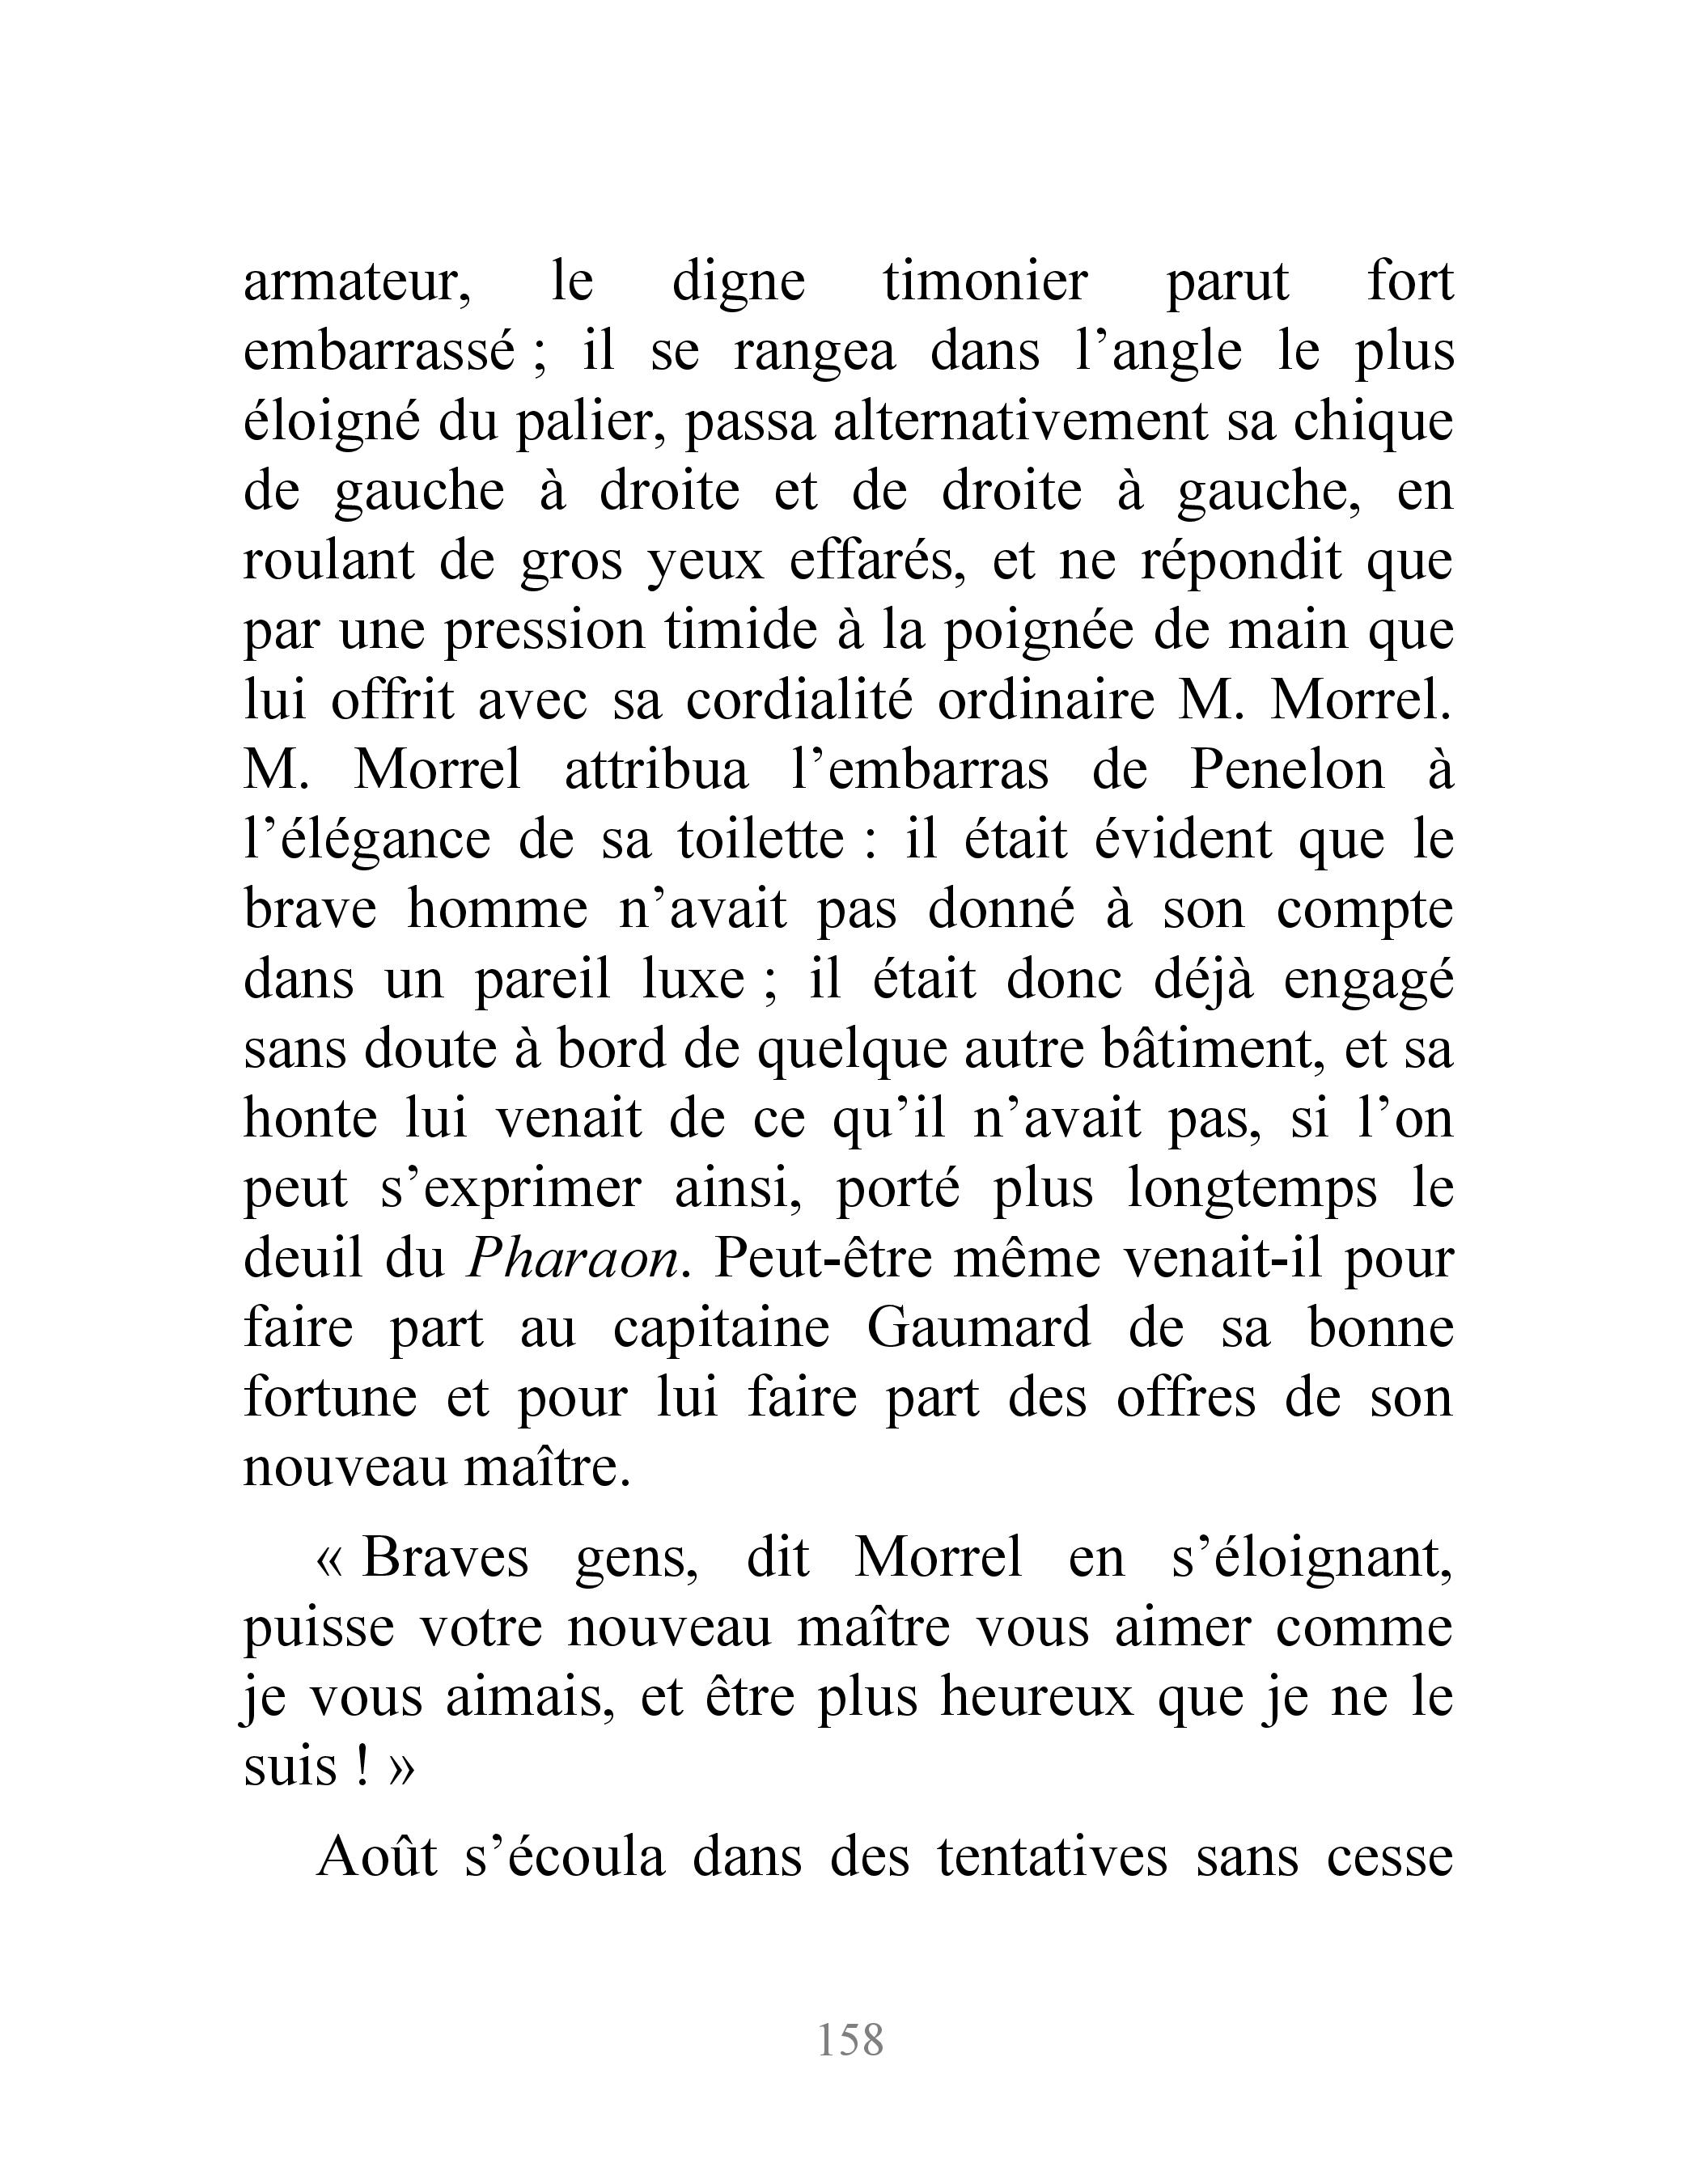 armateur, le digne timonier parut fort
embarrassé ; il se rangea dans l’angle le plus
éloigné du palier, passa alternativement sa chique
de gauche à droite et de droite à gauche, en
roulant de gros yeux effarés, et ne répondit que
par une pression timide à la poignée de main que
lui offrit avec sa cordialité ordinaire M. Morrel.
M. Morrel attribua l’embarras de Penelon à
l’élégance de sa toilette : il était évident que le
brave homme n’avait pas donné à son compte
dans un pareil luxe ; il était donc déjà engagé
sans doute à bord de quelque autre bâtiment, et sa
honte lui venait de ce qu’il n’avait pas, si l’on
peut s’exprimer ainsi, porté plus longtemps le
deuil du Pharaon. Peut-être même venait-il pour
faire part au capitaine Gaumard de sa bonne
fortune et pour lui faire part des offres de son
nouveau maître.
« Braves gens, dit Morrel en s’éloignant,
puisse votre nouveau maître vous aimer comme
je vous aimais, et être plus heureux que je ne le
suis ! »
Août s’écoula dans des tentatives sans cesse
158